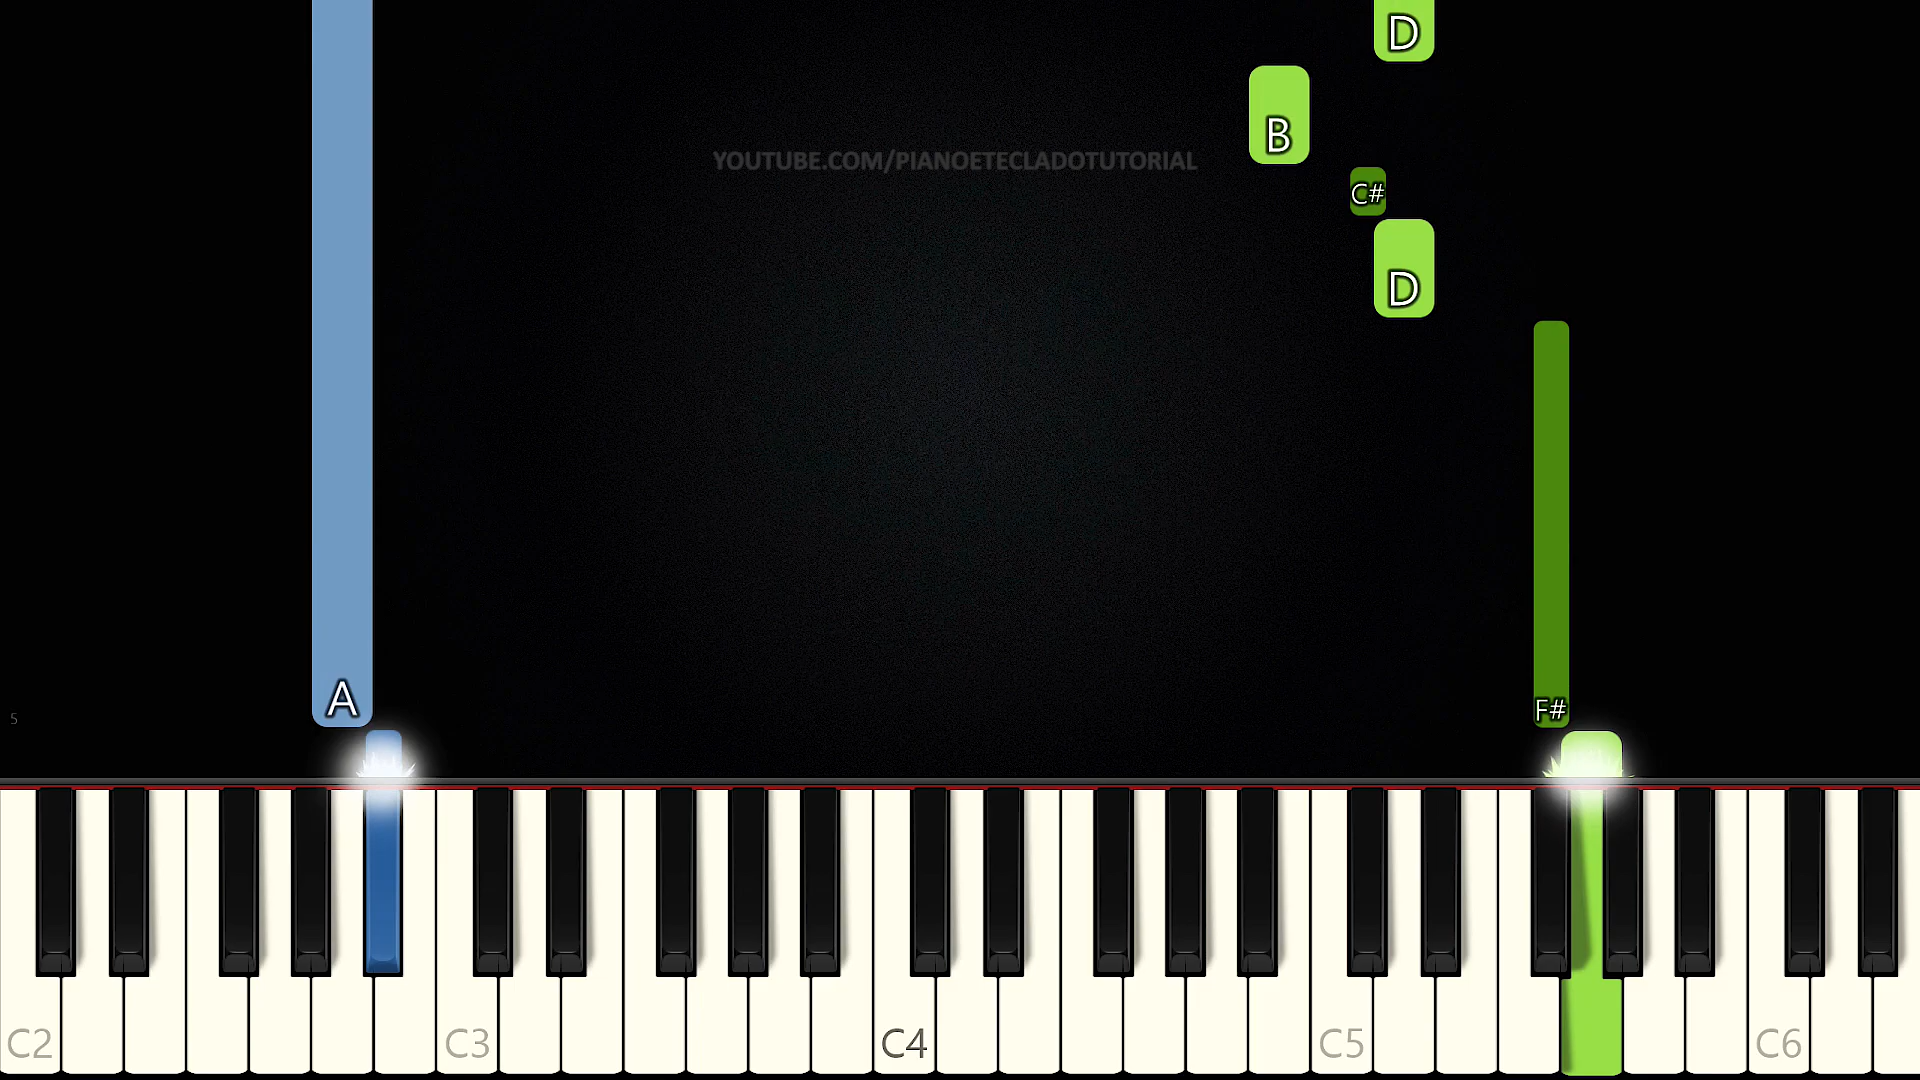 D
B
YOUTUBE.COM/PIANOETECLADOTUTORIAL
C#
D
A
F#
5
C2
C3
C4
C5
C6